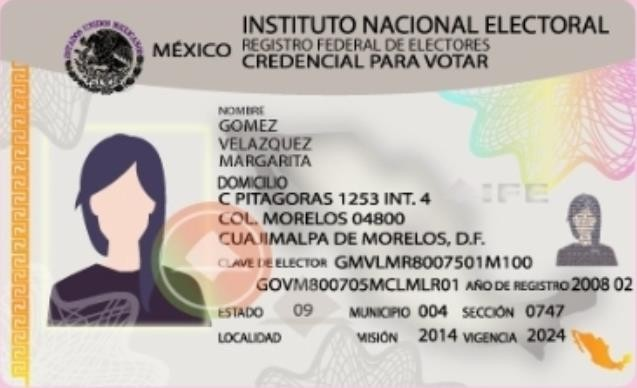 INSTITUTO NACIONAL ELECTORAL
MÉXICO REGISTRO FEDERAL DE ELECTORES
CREDENCIAL PARA VOTAR
ESTADOS UNIDOS MEXICANOS
NOMBRE
GOMEZ
VELAZQUEZ
MARGARITA
DOMICILIO
C PITAGORAS 1253 INT. 4
COL. MORELOS 04800
CUAJIMALPA DE MORELOS, D.F.
IFE
CLAVE DE ELECTOR GMVLMR8007501M100
GOVM800705MCLMLR01 AÑO DE REGISTRO 2008 02
ESTADO 09 MUNICIPIO 004 SECCIÓN 0747
LOCALIDAD VISIÓN 2014 VIGENCIA 2024